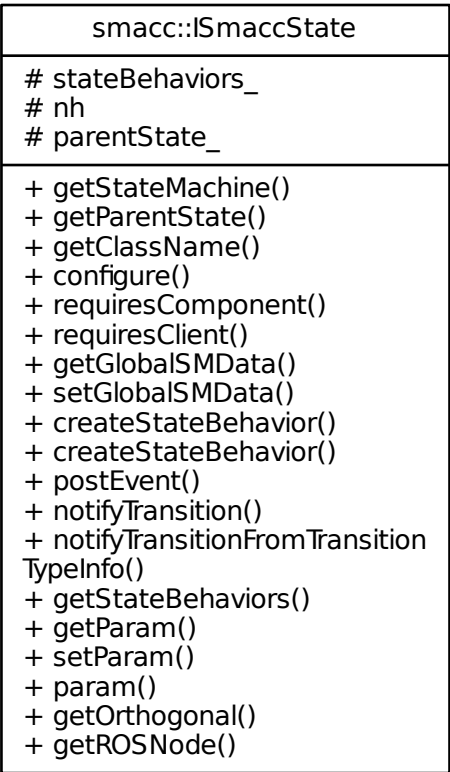 smacc::ISmaccState
# stateBehaviors_
# nh
# parentState_
+ getStateMachine()
+ getParentState()
+ getClassName()
+ configure()
+ requiresComponent()
+ requiresClient()
+ getGlobalSMData()
+ setGlobalSMData()
+ createStateBehavior()
+ createStateBehavior()
+ postEvent()
+ notifyTransition()
+ notifyTransitionFromTransition
TypeInfo()
+ getStateBehaviors()
+ getParam()
+ setParam()
+ param()
+ getOrthogonal()
+ getROSNode()